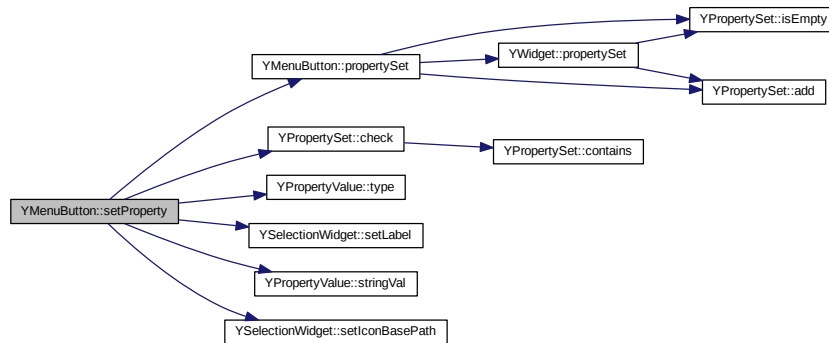 YPropertySet::isEmpty
YMenuButton::propertySet
YWidget::propertySet
YPropertySet::add
YPropertySet::check
YPropertySet::contains
YPropertyValue::type
YMenuButton::setProperty
YSelectionWidget::setLabel
YPropertyValue::stringVal
YSelectionWidget::setIconBasePath